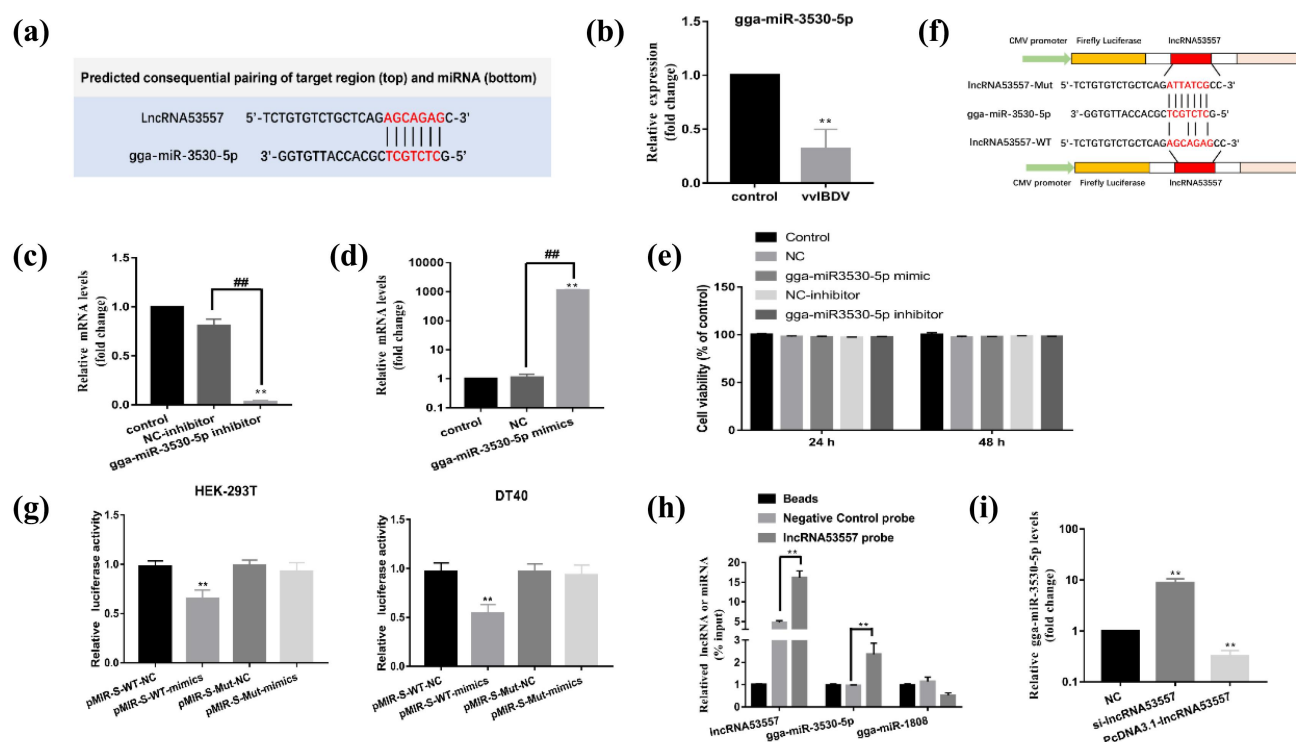 (a)
Predicted consequential pairing of target region (top) and miRNA (bottom)
LncRNA53557 5'-TCTGTGTCTGCTCAGAGCAGAGC-3'
gga-miR-3530-5p 3'-GGTGTTACCACGCTCGTCTCG-5'
(b)
gga-miR-3530-5p
Relative expression
(fold change)
1.0
0.5
0.0
**
control
vvIBDV
(f)
CMV promoter Firefly Luciferase lncRNA53557
lncRNA53557-Mut 5'-TCTGTGTCTGCTCAGATTATCGCC-3'
gga-miR-3530-5p 3'-GGTGTTACCACGCTCGTCTCG-5'
lncRNA53557-WT 5'-TCTGTGTCTGCTCAGAGCAGAGCC-3'
CMV promoter Firefly Luciferase lncRNA53557
(c)
Relative mRNA levels
(fold change)
1.5
1.0
0.5
0.0
##
**
control
NC-inhibitor
gga-miR-3530-5p inhibitor
(d)
Relative mRNA levels
(fold change)
10000
1000
100
10
1
0.1
##
**
control
NC
gga-miR-3530-5p mimics
(e)
Control
NC
gga-miR3530-5p mimic
NC-inhibitor
gga-miR3530-5p inhibitor
Cell viability (% of control)
150
100
50
0
24 h
48 h
(g)
HEK-293T
Relative luciferase activity
1.5
1.0
0.5
0.0
**
pMIR-S-WT-NC
pMIR-S-WT-mimics
pMIR-S-Mut-NC
pMIR-S-Mut-mimics
DT40
Relative luciferase activity
1.5
1.0
0.5
0.0
**
pMIR-S-WT-NC
pMIR-S-WT-mimics
pMIR-S-Mut-NC
pMIR-S-Mut-mimics
(h)
Beads
Negative Control probe
lncRNA53557 probe
Relatived lncRNA or miRNA
(% input)
20
15
10
5
3
2
1
0
**
**
lncRNA53557
gga-miR-3530-5p
gga-miR-1808
(i)
Relative gga-miR-3530-5p levels
(fold change)
100
10
1
0.1
**
**
NC
si-lncRNA53557
PcDNA3.1-lncRNA53557